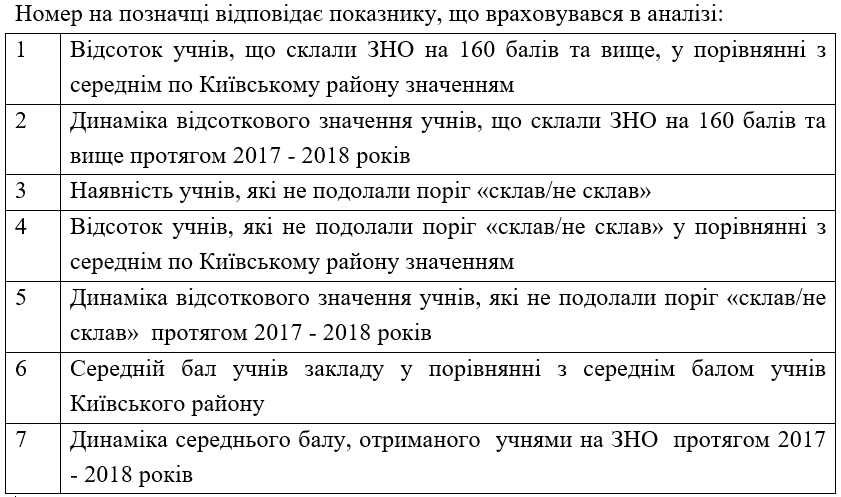 Номер на позначці відповідає показнику, що враховувався в аналізі:
1 Відсоток учнів, що склали ЗНО на 160 балів та вище, у порівнянні з
середнім по Київському району значенням
2 Динаміка відсоткового значення учнів, що склали ЗНО на 160 балів та
вище протягом 2017 - 2018 років
3 Наявність учнів, які не подолали поріг «склав/не склав»
4 Відсоток учнів, які не подолали поріг «склав/не склав» у порівнянні з
середнім по Київському району значенням
5 Динаміка відсоткового значення учнів, які не подолали поріг «склав/не
склав» протягом 2017 - 2018 років
6 Середній бал учнів закладу у порівнянні з середнім балом учнів
Київського району
7 Динаміка середнього балу, отриманого учнями на ЗНО протягом 2017
- 2018 років